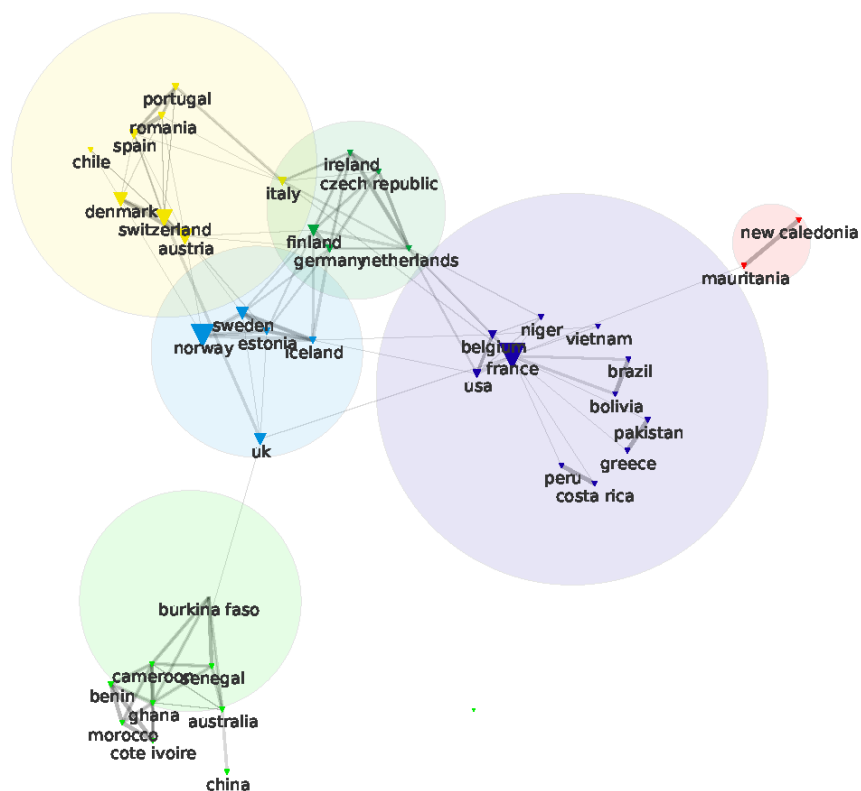 portugal
romania
spain
chile
ireland
czech republic
italy
denmark
switzerland
austria
finland
germany
netherlands
new caledonia
mauritania
sweden
norway
estonia
iceland
niger
vietnam
belgium
france
usa
brazil
bolivia
pakistan
greece
peru
costa rica
uk
burkina faso
cameroon
senegal
benin
ghana
australia
morocco
cote ivoire
china